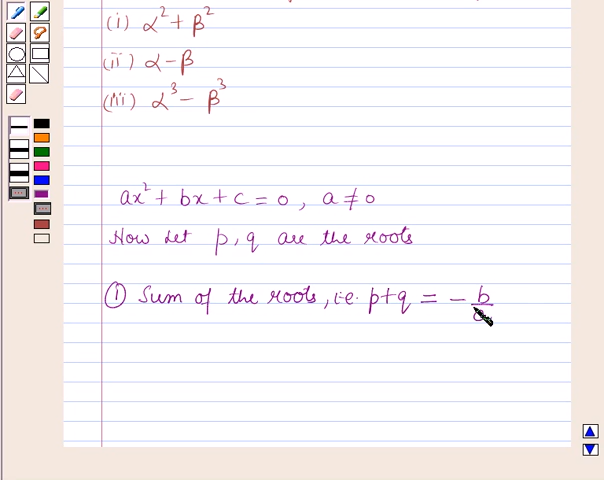 (i) α² + β²
(ii) α – β
(iii) α³ – β³
ax² + bx + c = 0, a ≠ 0
Now Let p, q are the roots
① Sum of the roots, i.e. p+q = – b/a